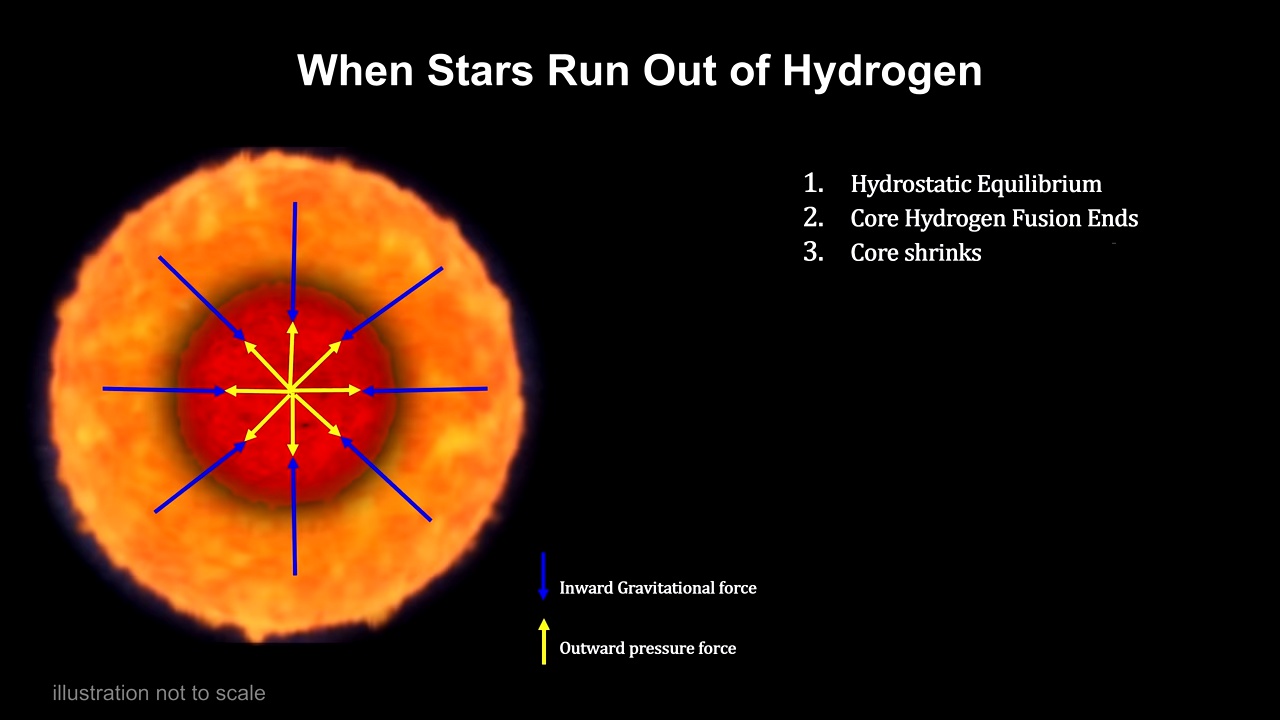 When Stars Run Out of Hydrogen
1. Hydrostatic Equilibrium
2. Core Hydrogen Fusion Ends
3. Core shrinks
Inward Gravitational force
Outward pressure force
illustration not to scale